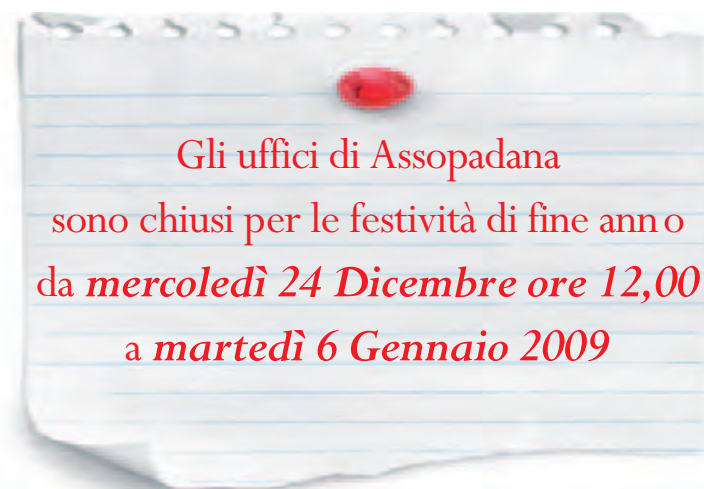 Gli uffici di Assopadana
sono chiusi per le festività di fine anno
da mercoledì 24 Dicembre ore 12,00
a martedì 6 Gennaio 2009